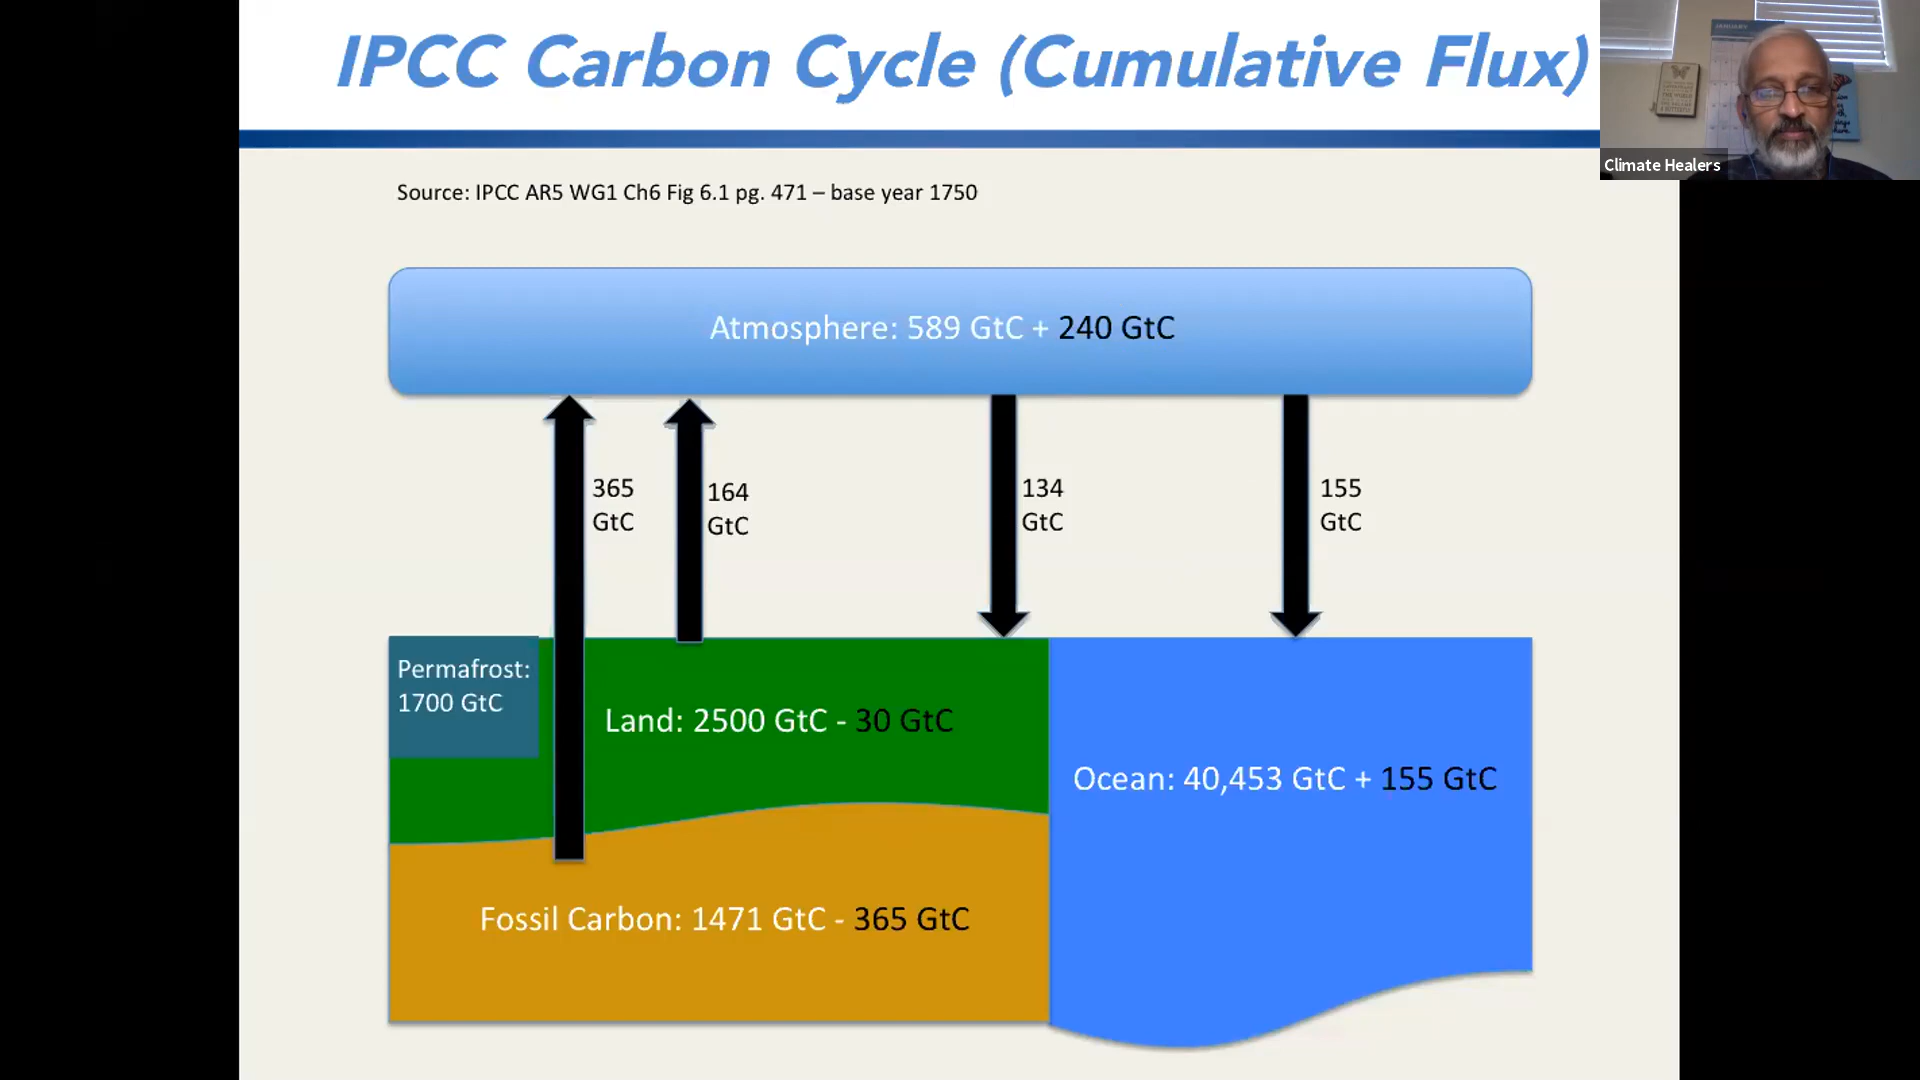 IPCC Carbon Cycle (Cumulative Flux)
Climate Healers
Source: IPCC AR5 WG1 Ch6 Fig 6.1 pg. 471 – base year 1750
Atmosphere: 589 GtC + 240 GtC
365
GtC
164
GtC
134
GtC
155
GtC
Permafrost:
1700 GtC
Land: 2500 GtC - 30 GtC
Ocean: 40,453 GtC + 155 GtC
Fossil Carbon: 1471 GtC - 365 GtC